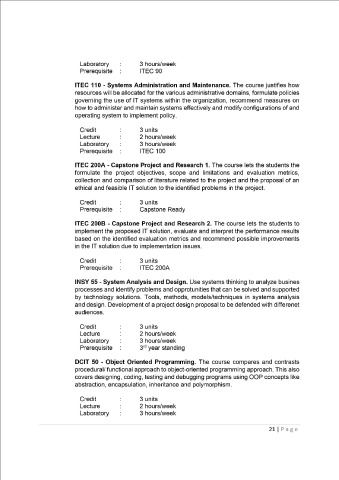 Laboratory : 3 hours/week
Prerequisite : ITEC 90
ITEC 110 - Systems Administration and Maintenance. The course justifies how
resources will be allocated for the various administrative domains, formulate policies
governing the use of IT systems within the organization, recommend measures on
how to administer and maintain systems effectively and modify configurations of and
operating system to implement policy.
Credit : 3 units
Lecture : 2 hours/week
Laboratory : 3 hours/week
Prerequisite : ITEC 100
ITEC 200A - Capstone Project and Research 1. The course lets the students the
formulate the project objectives, scope and limitations and evaluation metrics,
collection and comparison of literature related to the project and the proposal of an
ethical and feasible IT solution to the identified problems in the project.
Credit : 3 units
Prerequisite : Capstone Ready
ITEC 200B - Capstone Project and Research 2. The course lets the students to
implement the proposed IT solution, evaluate and interpret the performance results
based on the identified evaluation metrics and recommend possible improvements
in the IT solution due to implementation issues.
Credit : 3 units
Prerequisite : ITEC 200A
INSY 55 - System Analysis and Design. Use systems thinking to analyze busines
processes and identify problems and opprotunities that can be solved and supported
by technology solutions. Tools, methods, models/techniques in systems analysis
and design. Development of a project design proposal to be defended with differenet
audiences.
Credit : 3 units
Lecture : 2 hours/week
Laboratory : 3 hours/week
Prerequisite : 3rd year standing
DCIT 50 - Object Oriented Programming. The course compares and contrasts
procedural/ functional approach to object-oriented programming approach. This also
covers designing, coding, testing and debugging programs using OOP concepts like
abstraction, encapsulation, inheritance and polymorphism.
Credit : 3 units
Lecture : 2 hours/week
Laboratory : 3 hours/week
21 | Page